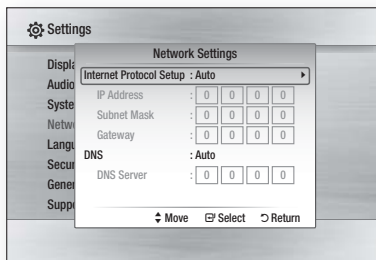 Settings
Network Settings
Internet Protocol Setup : Auto
IP Address : 0 0 0 0
Subnet Mask : 0 0 0 0
Gateway : 0 0 0 0
DNS : Auto
DNS Server : 0 0 0 0
Move Select Return
Displa
Audio
Syste
Netwo
Langu
Secur
Gener
Suppo